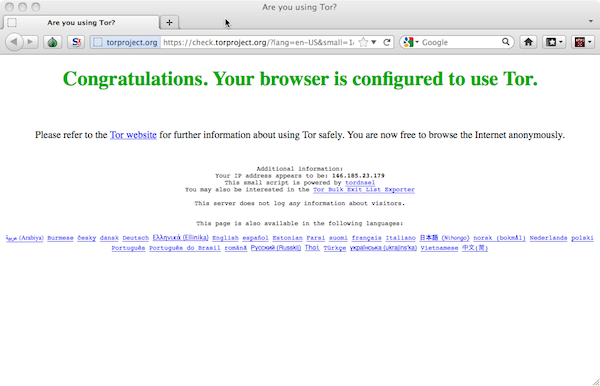 Are you using Tor?
Are you using Tor?
torproject.org https://check.torproject.org/?lang=en-US&small=1 Google
Congratulations. Your browser is configured to use Tor.
Please refer to the Tor website for further information about using Tor safely. You are now free to browse the Internet anonymously.
Additional information:
Your IP address appears to be: 146.185.23.179
This small script is powered by tordnsel
You may also be interested in the Tor Bulk Exit List Exporter
This server does not log any information about visitors.
This page is also available in the following languages:
عربية (Arabiya) Burmese česky dansk Deutsch Ελληνικά (Ellinika) English español Estonian Farsi suomi français Italiano 日本語 (Nihongo) norsk (bokmål) Nederlands polski
Português Português do Brasil română Русский (Russkij) Thai Türkçe українська (ukrajins'ka) Vietnamese 中文(简)